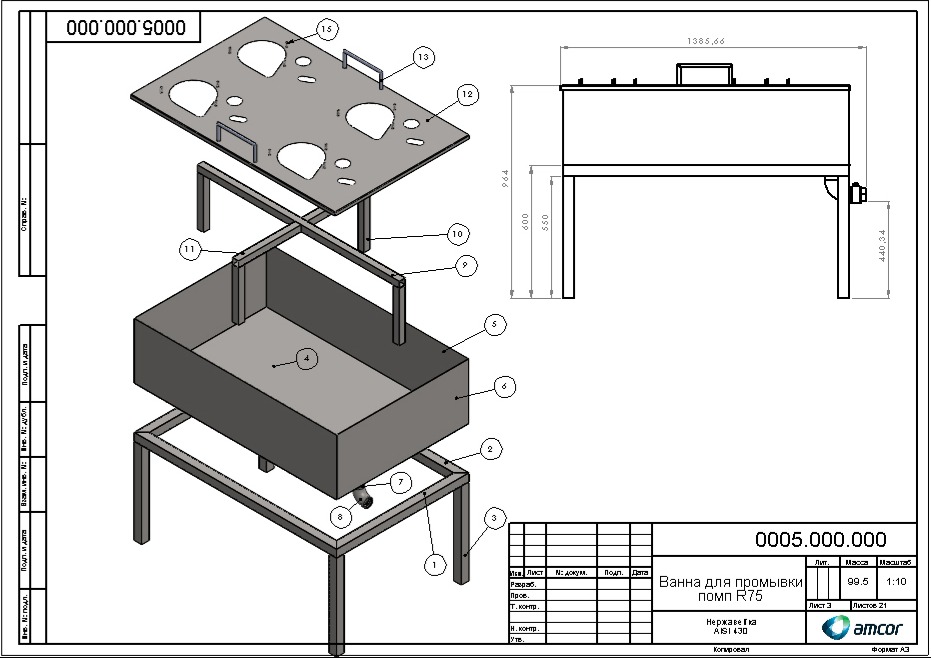 0005.000.000
15
13
12
1385,66
964
600
550
440,34
10
11
9
5
4
6
2
7
8
3
1
Справ. №
Подп. и дата
Инв. № дубл.
Взам. инв. №
Подп. и дата
Инв. № подл.
0005.000.000
Изм. Лист № докум. Подп. Дата
Разраб.
Пров.
Т. контр.
Н. контр.
Утв.
Ванна для промывки
помп R75
Лит. Масса Масштаб
99.5 1:10
Лист 3 Листов 21
Нержавейка
AISI 430
amcor
Копировал Формат А3